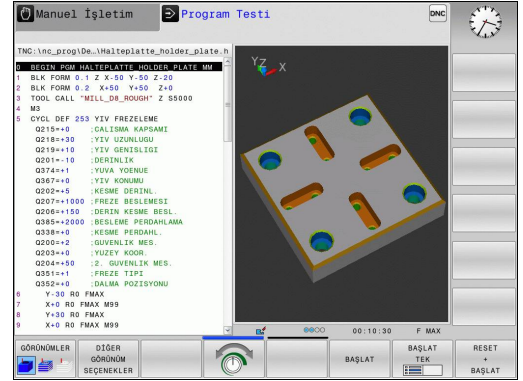 Manuel İşletim
Program Testi
DNC
TNC:\nc_prog\De…\Halteplatte_holder_plate.h
0 BEGIN PGM HALTEPLATTE_HOLDER_PLATE MM
1 BLK FORM 0.1 Z X-50 Y-50 Z-20
2 BLK FORM 0.2 X+50 Y+50 Z+0
3 TOOL CALL "MILL_D8_ROUGH" Z S5000
4 M3
5 CYCL DEF 253 YIV FREZELEME
Q215=+0 ;CALISMA KAPSAMI
Q218=+30 ;YIV UZUNLUGU
Q219=+10 ;YIV GENISLIGI
Q201=-10 ;DERINLIK
Q374=+1 ;YUVA YOENUE
Q367=+0 ;YIV KONUMU
Q202=+5 ;KESME DERINL.
Q207=+1000 ;FREZE BESLEMESI
Q206=+150 ;DERIN KESME BESL.
Q385=+2000 ;BESLEME PERDAHLAMA
Q338=+0 ;KESME PERDAHL.
Q200=+2 ;GUVENLIK MES.
Q203=+0 ;YUZEY KOOR.
Q204=+50 ;2. GUVENLIK MES.
Q351=+1 ;FREZE TIPI
Q352=+0 ;DALMA POZISYONU
6 Y-30 R0 FMAX
7 X+0 R0 FMAX M99
8 Y+30 R0 FMAX
9 X+0 R0 FMAX M99
Y Z X
00:10:30 F MAX
GÖRÜNÜMLER
DİĞER
GÖRÜNÜM
SEÇENEKLER
BAŞLAT
BAŞLAT
TEK
RESET
+
BAŞLAT